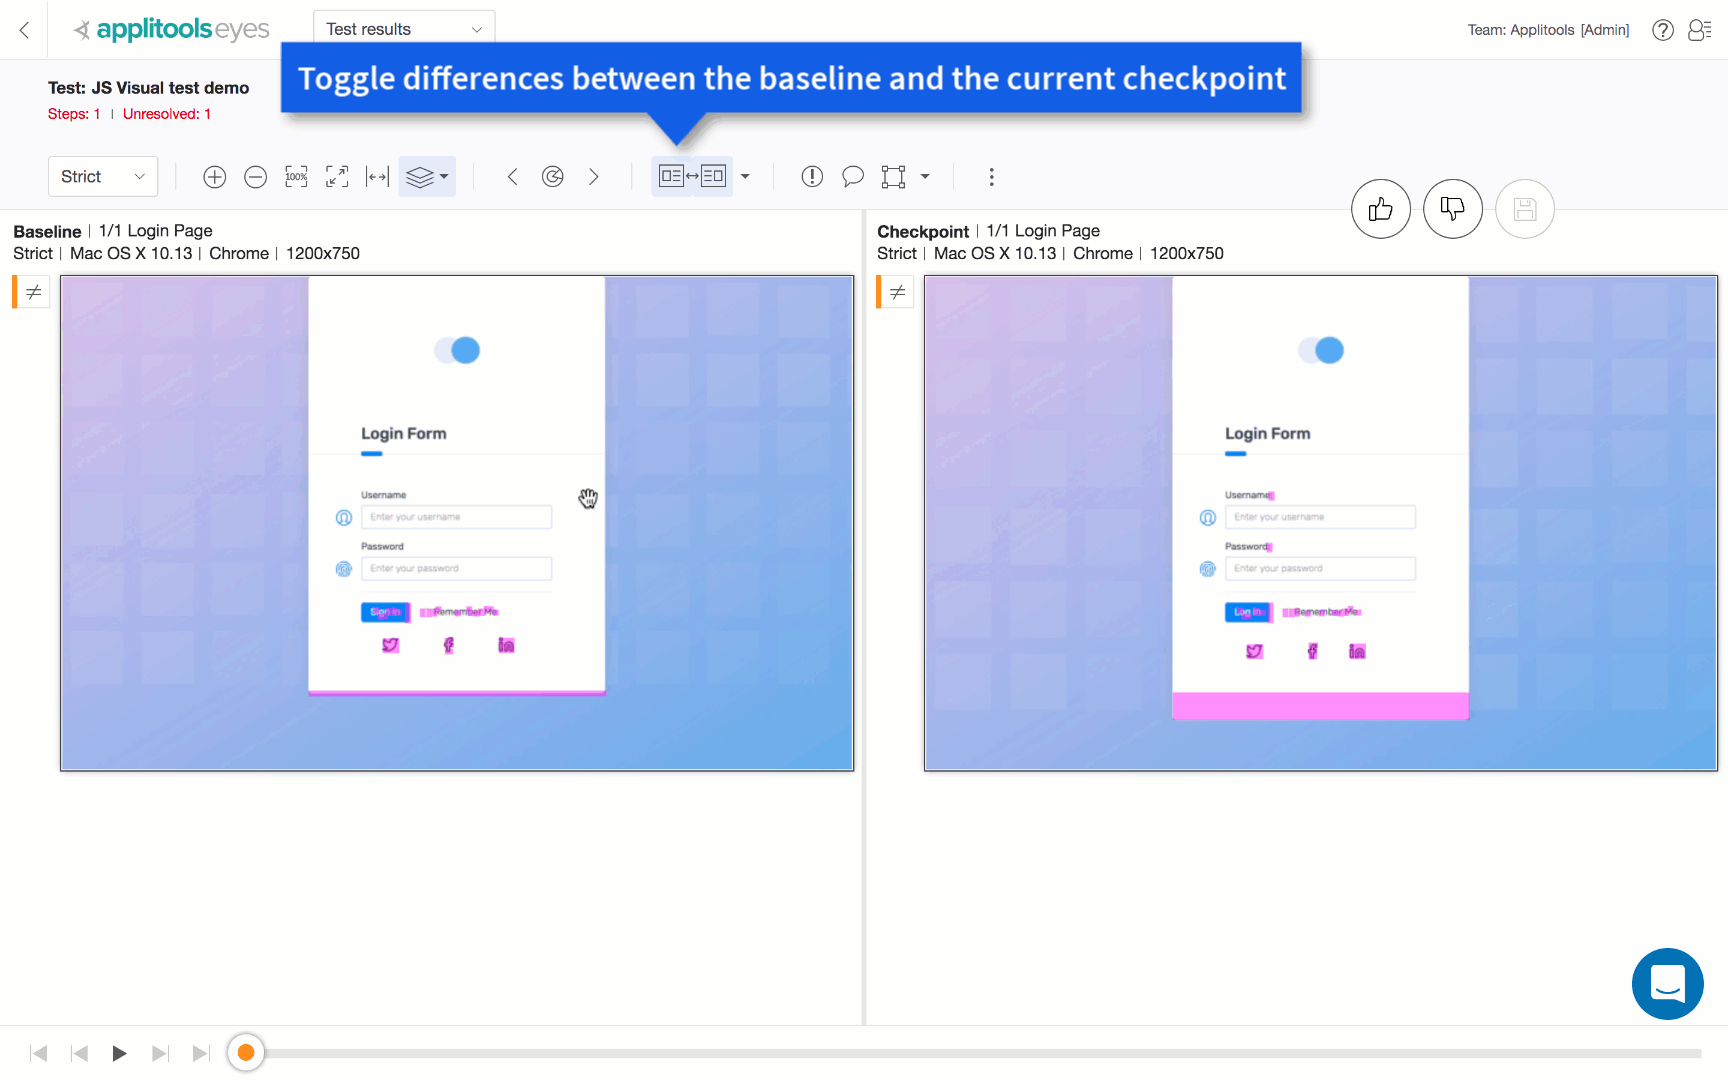 applitools eyes
Test results
Team: Applitools [Admin]
Toggle differences between the baseline and the current checkpoint
Test: JS Visual test demo
Steps: 1 | Unresolved: 1
Strict
100%
Baseline | 1/1 Login Page
Strict | Mac OS X 10.13 | Chrome | 1200x750
Login Form
Username
Enter your username
Password
Enter your password
Sign in
Remember Me
Checkpoint | 1/1 Login Page
Strict | Mac OS X 10.13 | Chrome | 1200x750
Login Form
Username:
Enter your username
Password:
Enter your password
Log In
Remember Me